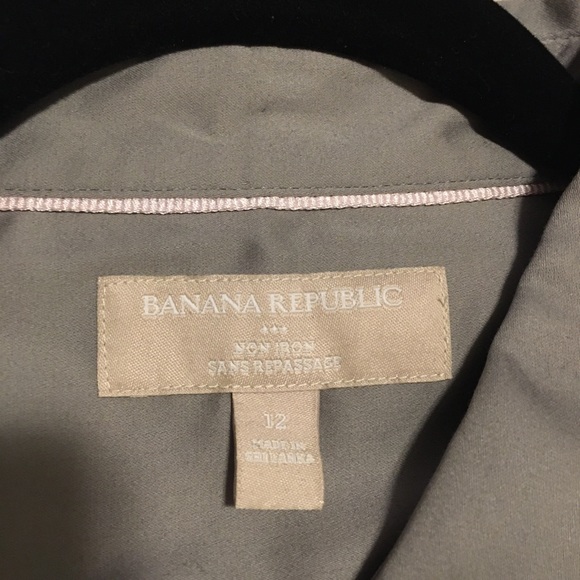 BANANA REPUBLIC
NON IRON
SANS REPASSAGE
12
MADE IN
SRI LANKA